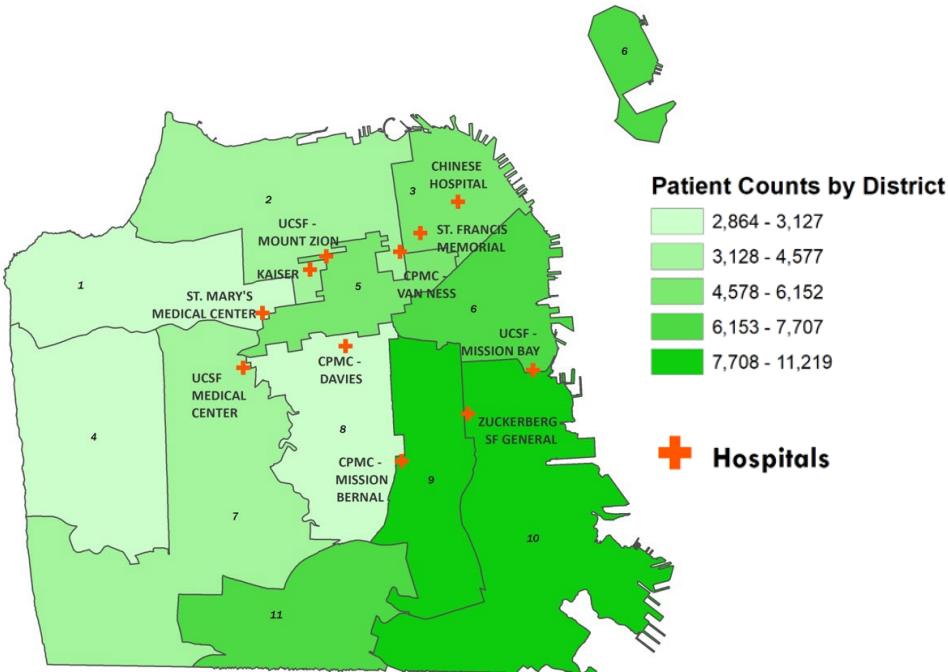 6
CHINESE
HOSPITAL
3
2
UCSF -
MOUNT ZION
ST. FRANCIS
MEMORIAL
KAISER
CPMC -
VAN NESS
1
5
ST. MARY'S
MEDICAL CENTER
6
UCSF -
MISSION BAY
CPMC -
DAVIES
UCSF
MEDICAL
CENTER
ZUCKERBERG
SF GENERAL
4
8
CPMC -
MISSION
BERNAL
9
7
10
11
Patient Counts by District
2,864 - 3,127
3,128 - 4,577
4,578 - 6,152
6,153 - 7,707
7,708 - 11,219
Hospitals